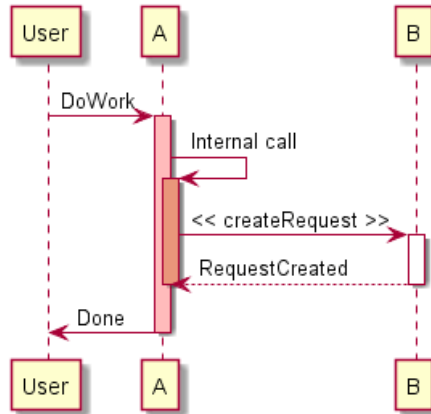 User A B
DoWork
Internal call
<< createRequest >>
RequestCreated
Done
User A B